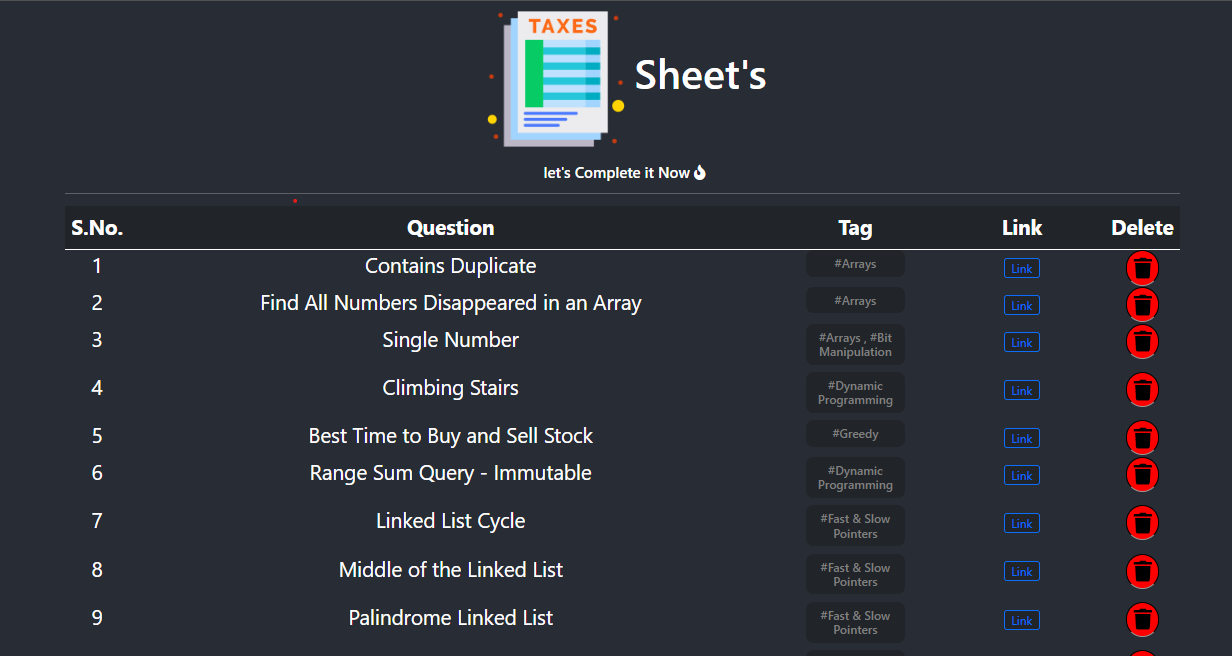 TAXES
Sheet's
let's Complete it Now
S.No. Question Tag Link Delete
1 Contains Duplicate #Arrays Link
2 Find All Numbers Disappeared in an Array #Arrays Link
3 Single Number #Arrays , #Bit Manipulation Link
4 Climbing Stairs #Dynamic Programming Link
5 Best Time to Buy and Sell Stock #Greedy Link
6 Range Sum Query - Immutable #Dynamic Programming Link
7 Linked List Cycle #Fast & Slow Pointers Link
8 Middle of the Linked List #Fast & Slow Pointers Link
9 Palindrome Linked List #Fast & Slow Pointers Link